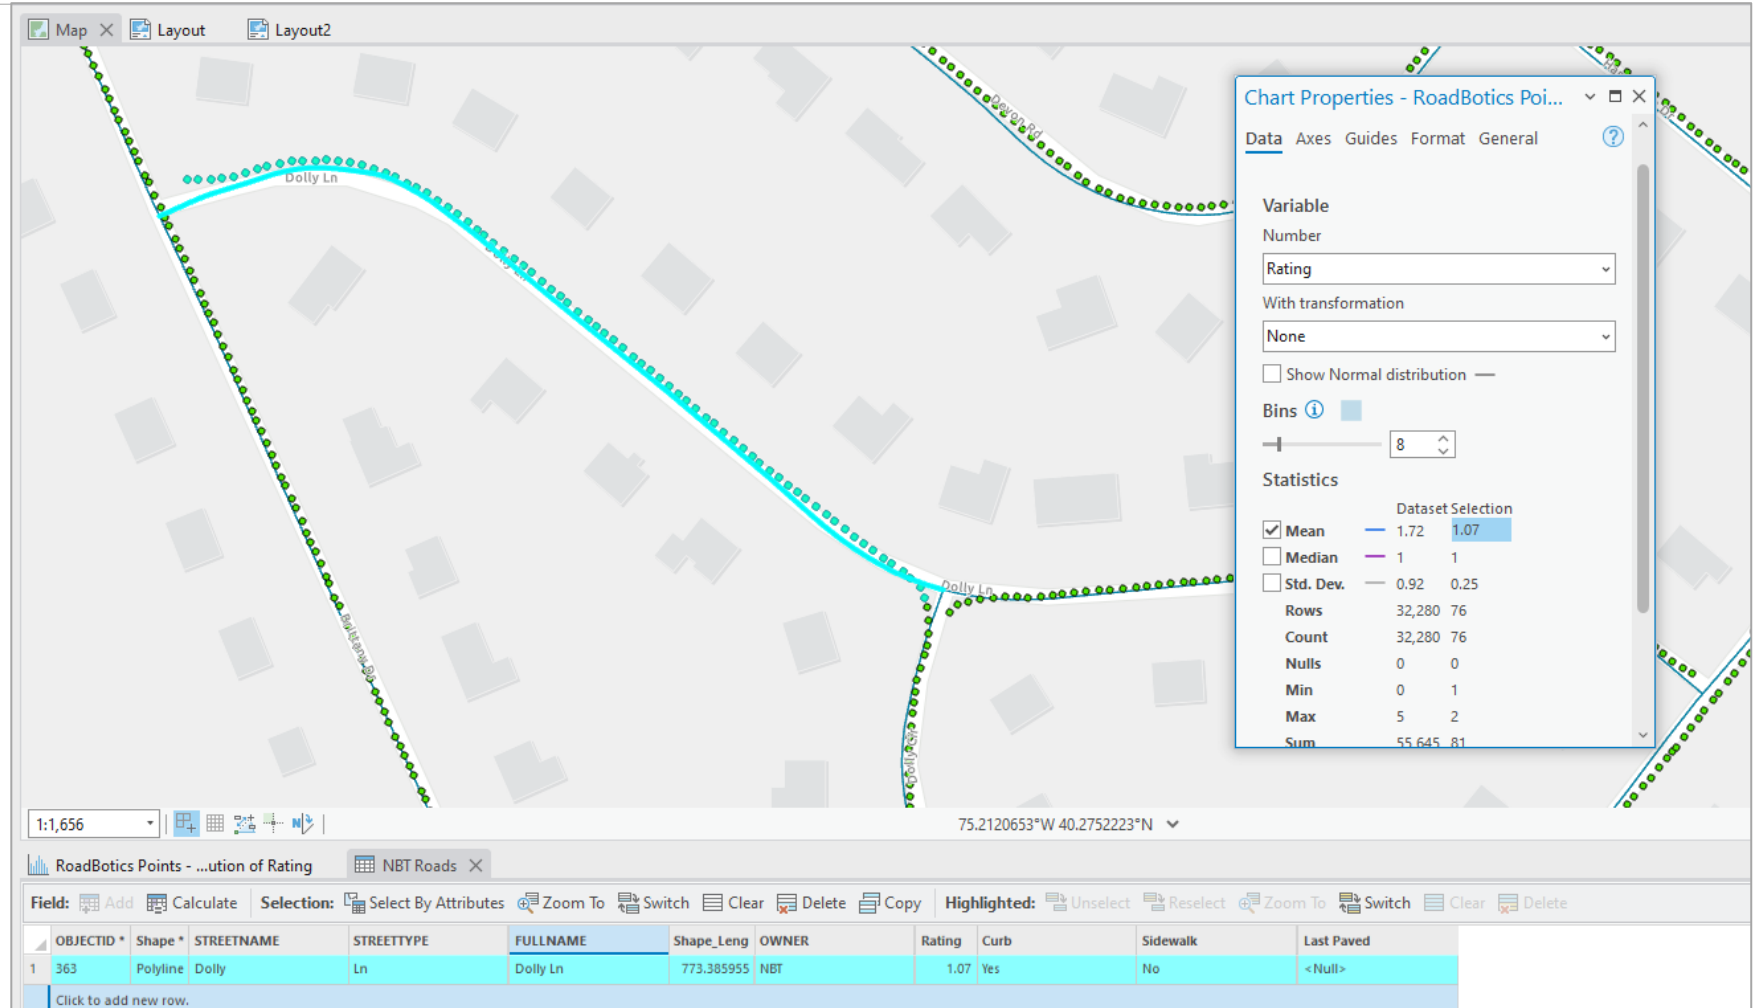 Map
Layout
Layout2
Devon Rd
Dr
Dolly Ln
Dolly Ln
Brittany Dr
Dolly Cir
Chart Properties - RoadBotics Poi...
Data Axes Guides Format General
Variable
Number
Rating
With transformation
None
Show Normal distribution
Bins
8
Statistics
Dataset Selection
Mean 1.72 1.07
Median 1 1
Std. Dev. 0.92 0.25
Rows 32,280 76
Count 32,280 76
Nulls 0 0
Min 0 1
Max 5 2
Sum 55,645 81
1:1,656
75.2120653°W 40.2752223°N
RoadBotics Points - ...ution of Rating
NBT Roads
Field: Add Calculate Selection: Select By Attributes Zoom To Switch Clear Delete Copy Highlighted: Unselect Reselect Zoom To Switch Clear Delete
OBJECTID * Shape * STREETNAME STREETTYPE FULLNAME Shape_Leng OWNER Rating Curb Sidewalk Last Paved
1 363 Polyline Dolly Ln Dolly Ln 773.385955 NBT 1.07 Yes No <Null>
Click to add new row.